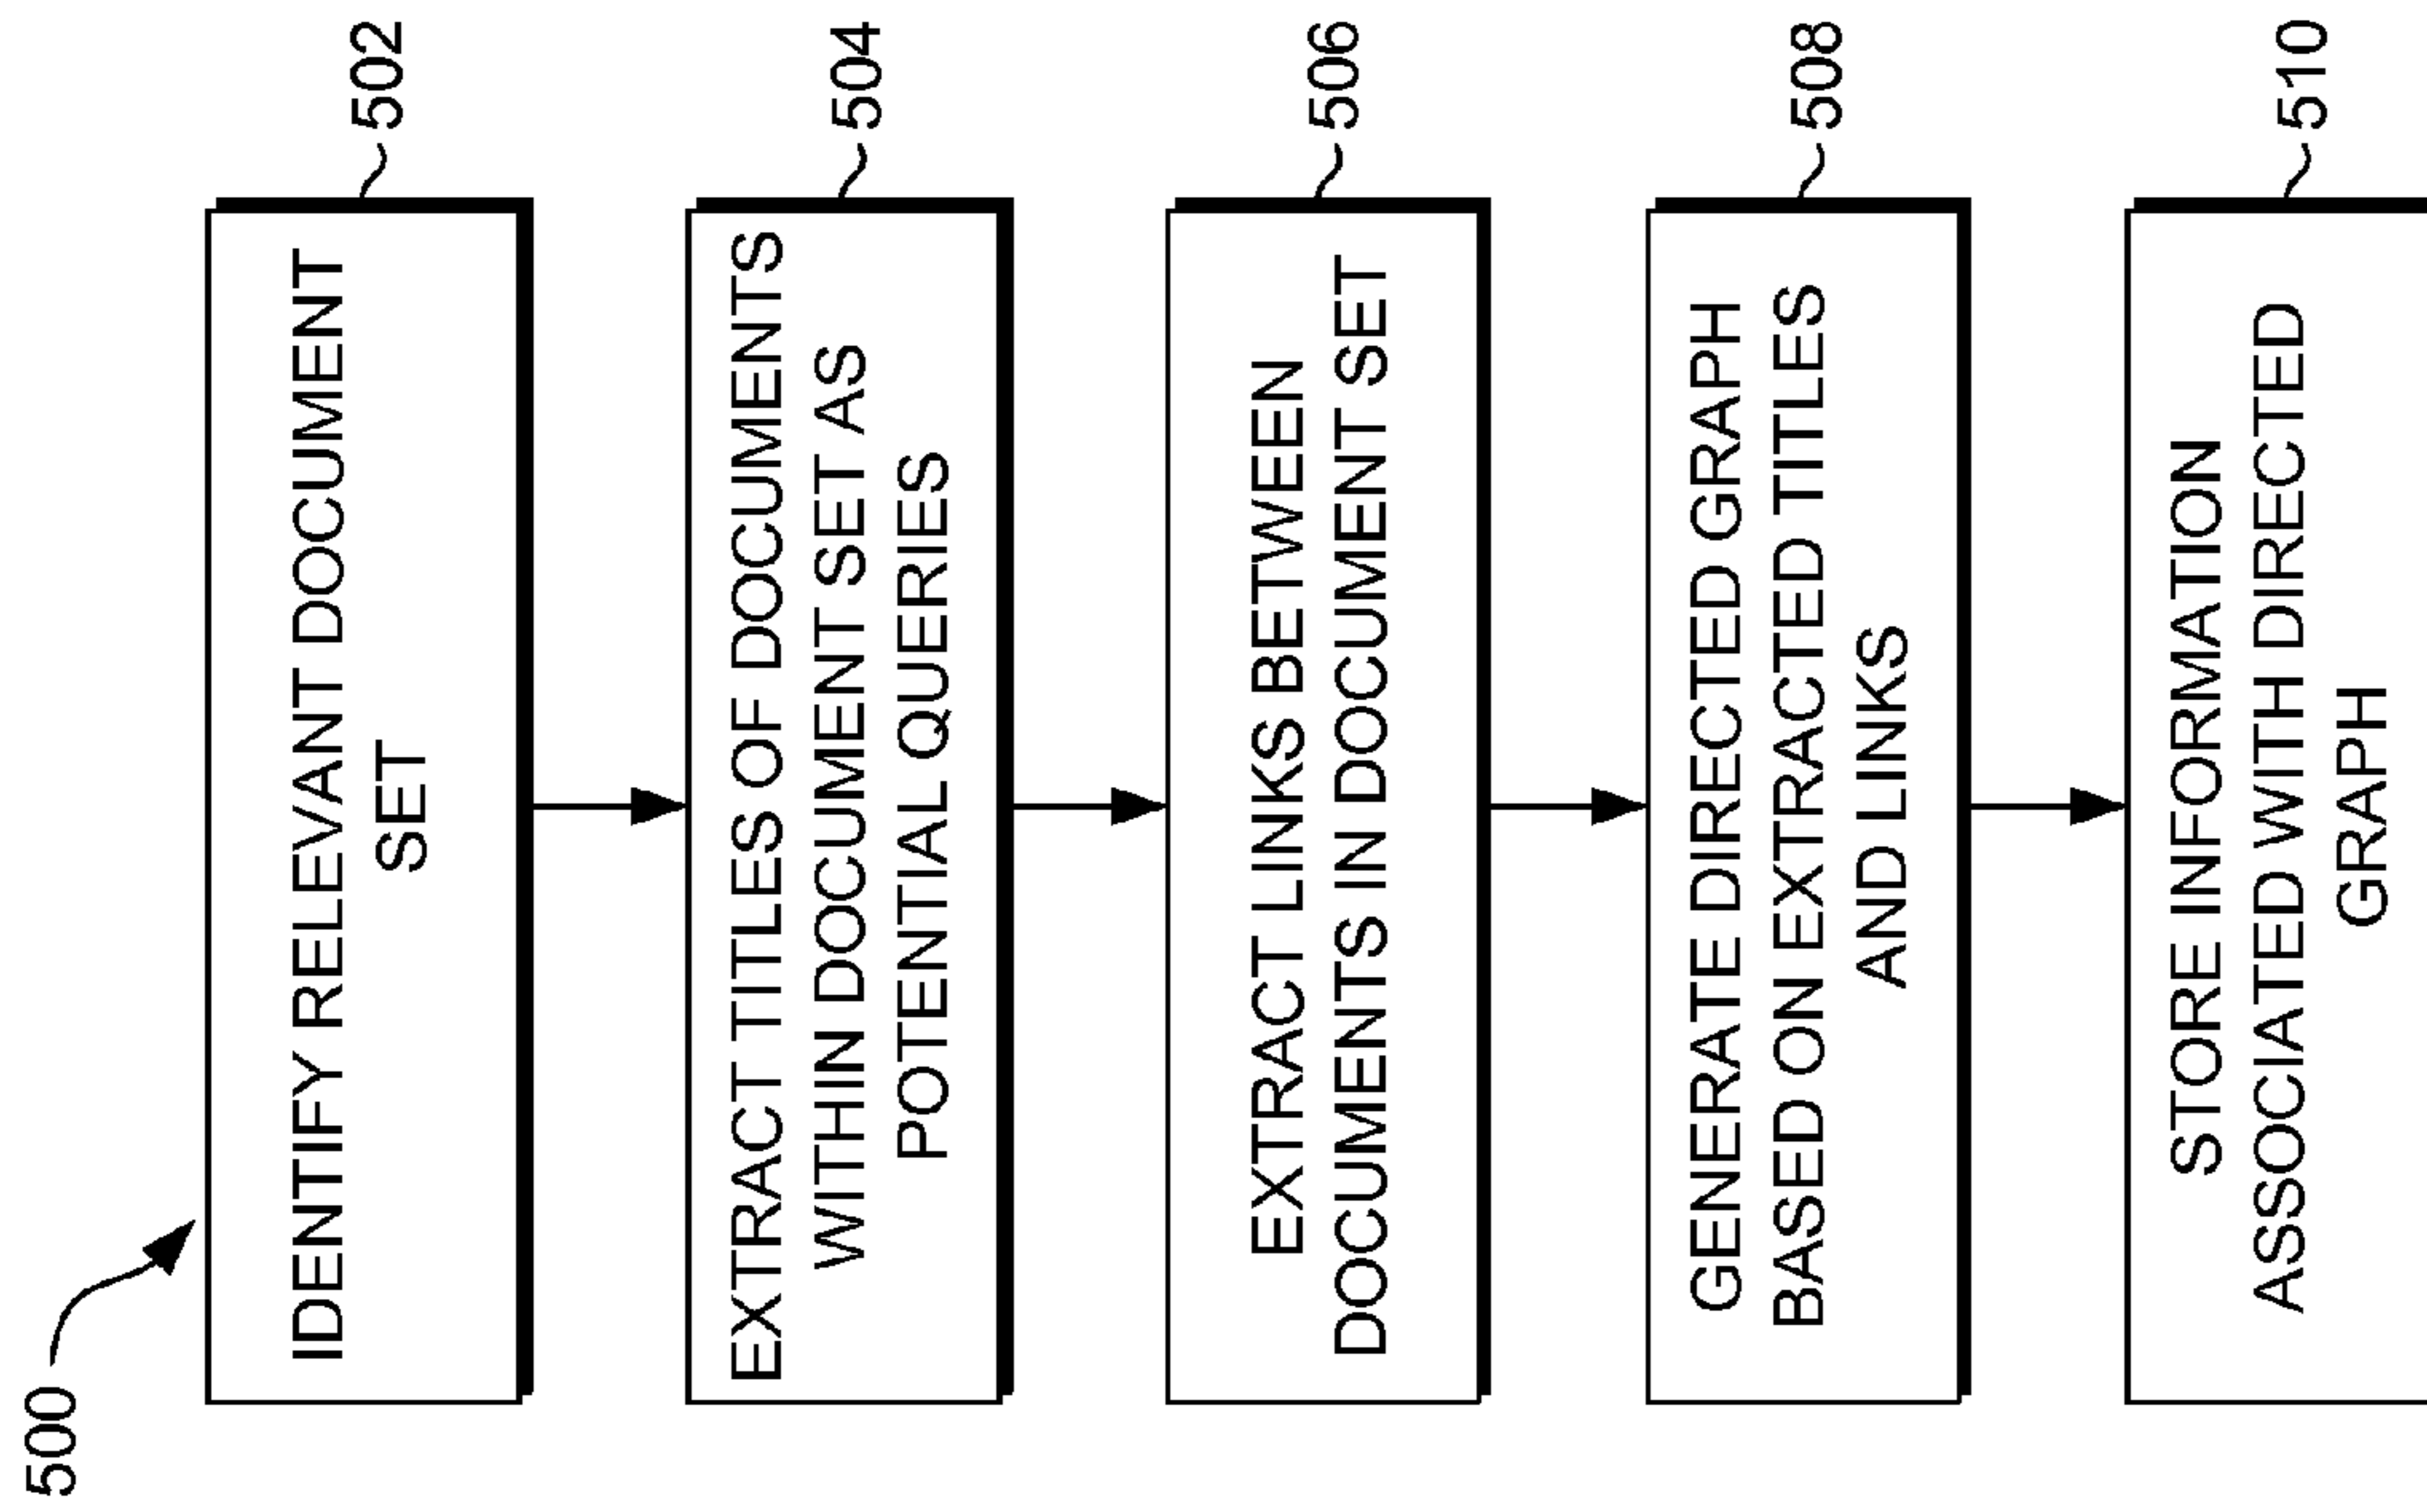 500
IDENTIFY RELEVANT DOCUMENT
SET
502
EXTRACT TITLES OF DOCUMENTS
WITHIN DOCUMENT SET AS
POTENTIAL QUERIES
504
EXTRACT LINKS BETWEEN
DOCUMENTS IN DOCUMENT SET
506
GENERATE DIRECTED GRAPH
BASED ON EXTRACTED TITLES
AND LINKS
508
STORE INFORMATION
ASSOCIATED WITH DIRECTED
GRAPH
510